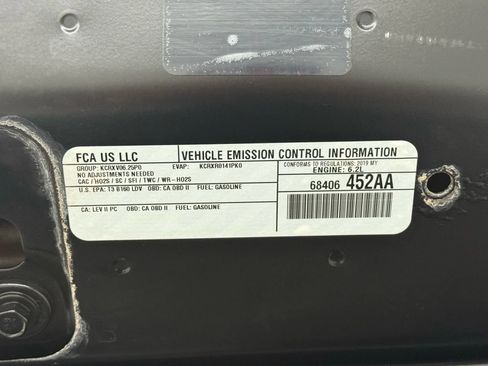 FCA US LLC
VEHICLE EMISSION CONTROL INFORMATION
GROUP: KCRXV06.25P0 EVAP: KCRXR0141PK0
CONFORMS TO REGULATIONS: 2019 MY
NO ADJUSTMENTS NEEDED
ENGINE: 6.2L
CAC / HO2S / SC / SFI / TWC / WR-HO2S
68406 452AA
U.S. EPA: T3 B160 LDV OBD: CA OBD II FUEL: GASOLINE
CA: LEV II PC OBD: CA OBD II FUEL: GASOLINE